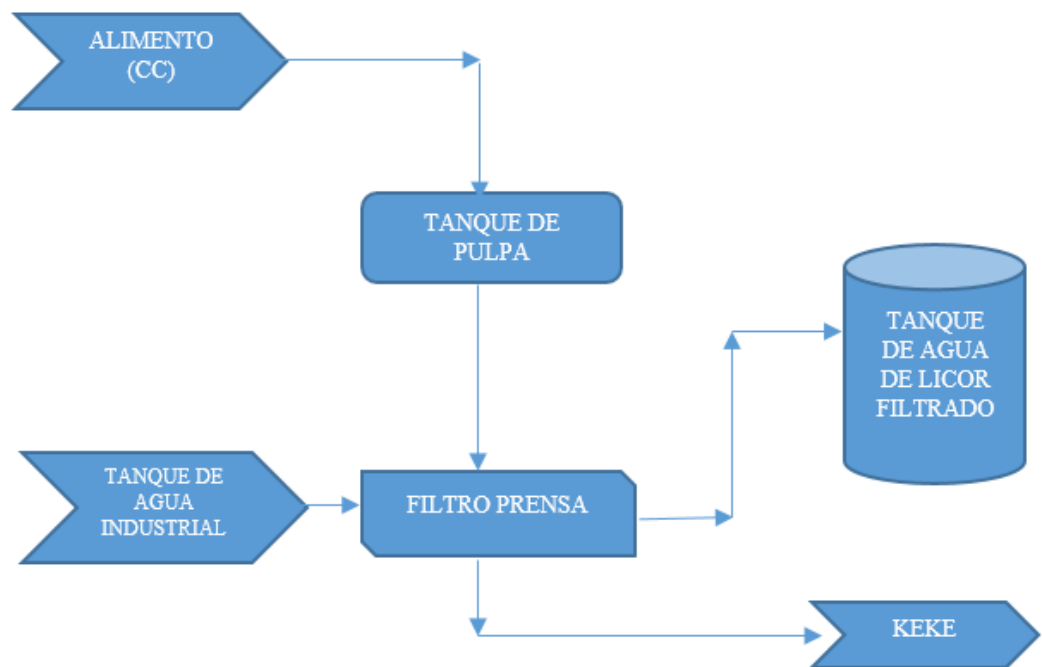 ALIMENTO
(CC)
TANQUE DE
PULPA
TANQUE
DE AGUA
DE LICOR
FILTRADO
TANQUE DE
AGUA
INDUSTRIAL
FILTRO PRENSA
KEKE